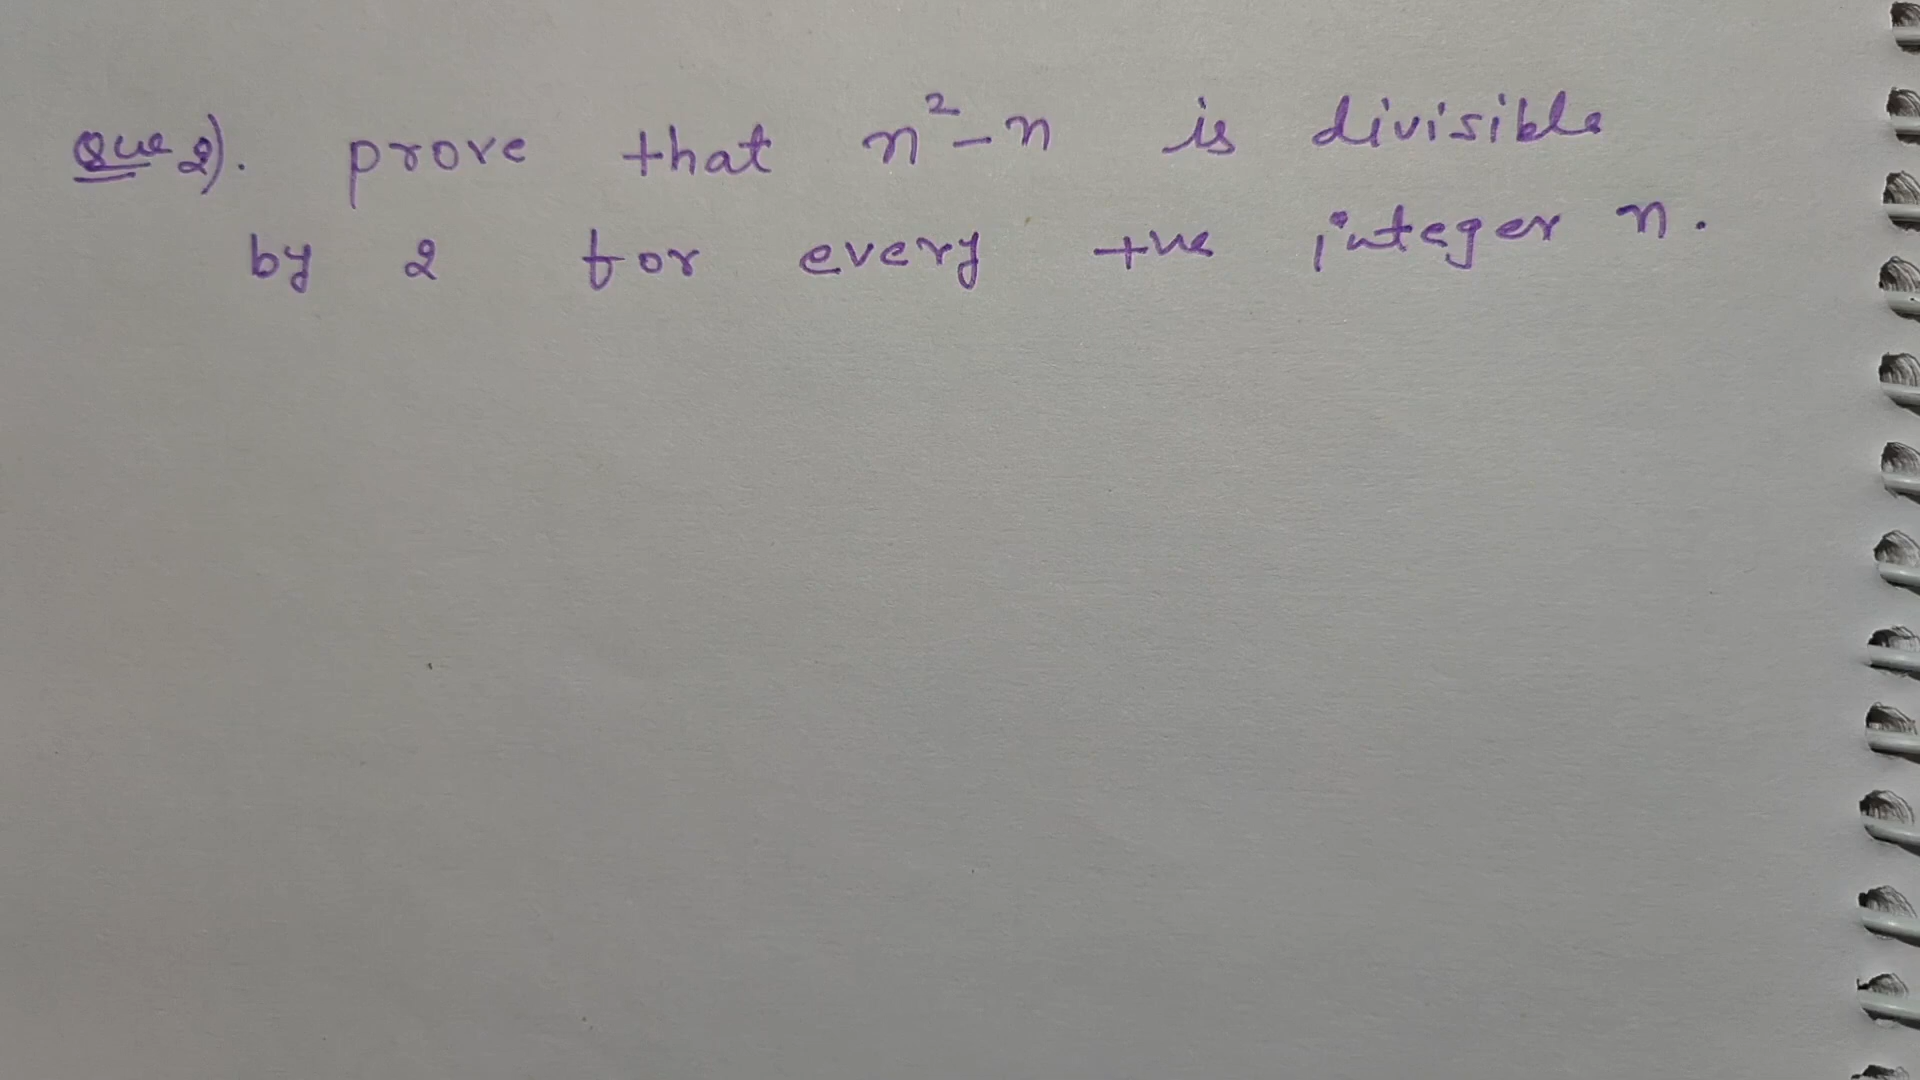 Que 2). prove that n²-n is divisible
by 2 for every +ve integer n.